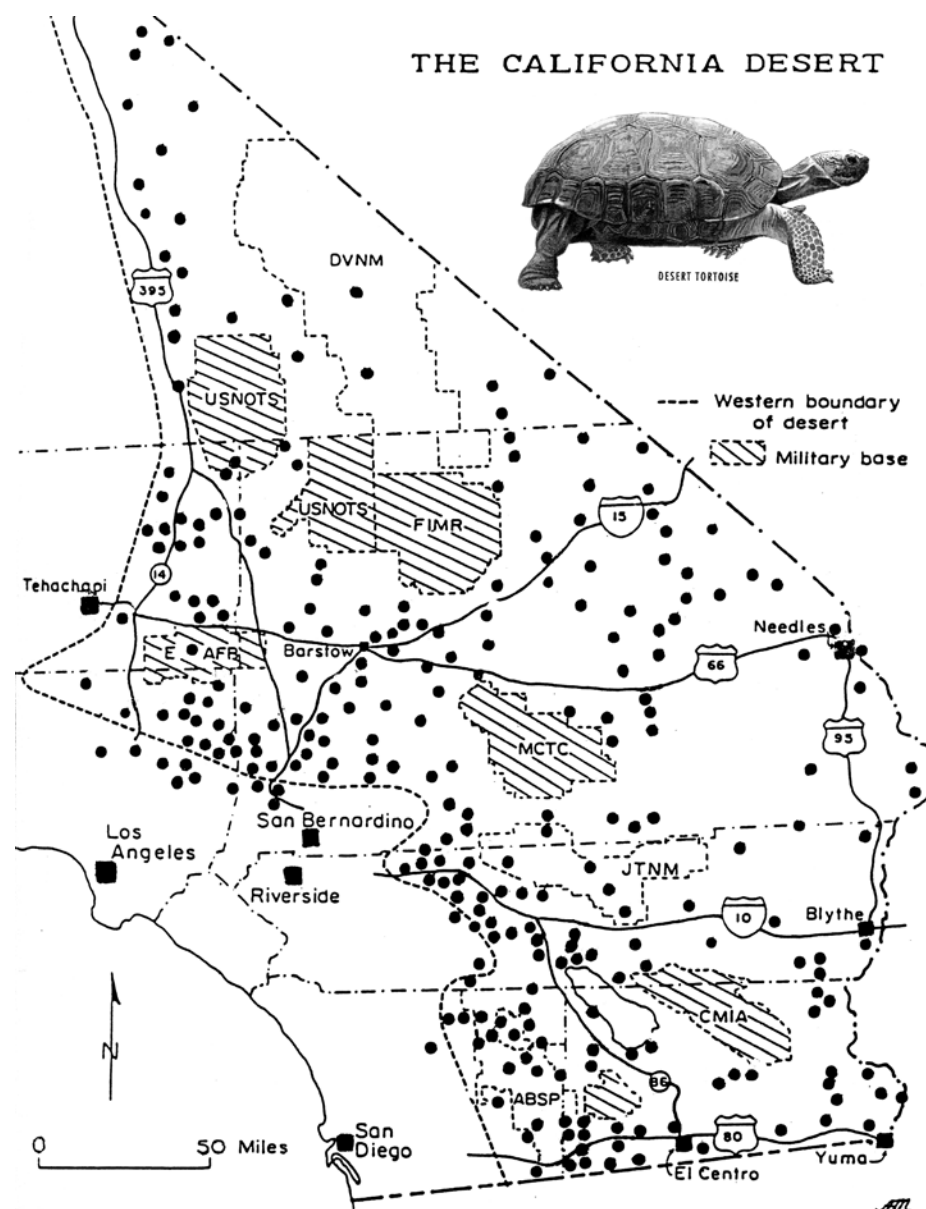 THE CALIFORNIA DESERT
DESERT TORTOISE
DVNM
395
USNOTS
Western boundary
of desert
Military base
USNOTS
FIMR
15
14
Tehachapi
Needles
E AFB
Barstow
66
95
MCTC
San Bernardino
Los
Angeles
JTNM
Riverside
10
Blythe
CMIA
N
86
ABSP
0 50 Miles
San
Diego
80
El Centro
Yuma